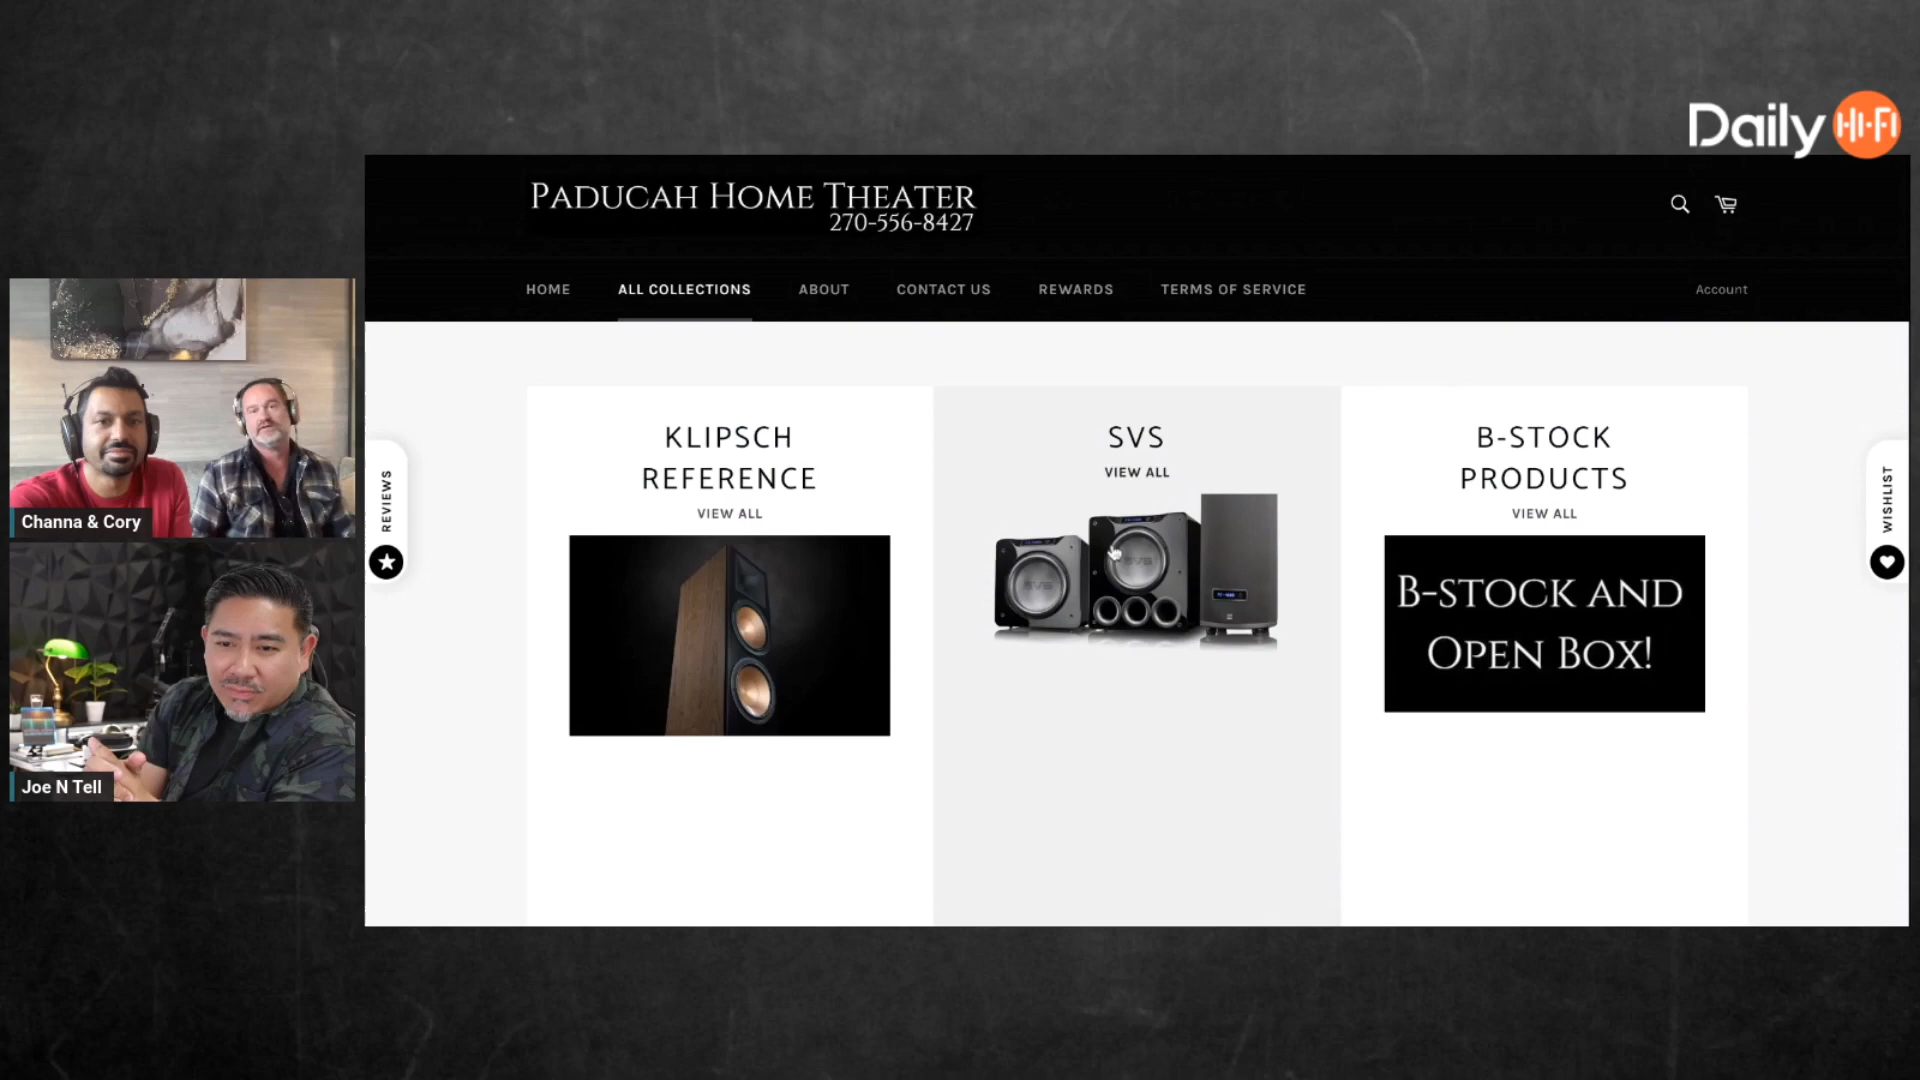 Daily HI-FI
PADUCAH HOME THEATER
270-556-8427
HOME ALL COLLECTIONS ABOUT CONTACT US REWARDS TERMS OF SERVICE Account
KLIPSCH
REFERENCE
VIEW ALL
SVS
VIEW ALL
B-STOCK
PRODUCTS
VIEW ALL
B-STOCK AND
OPEN BOX!
REVIEWS
WISHLIST
Channa & Cory
Joe N Tell